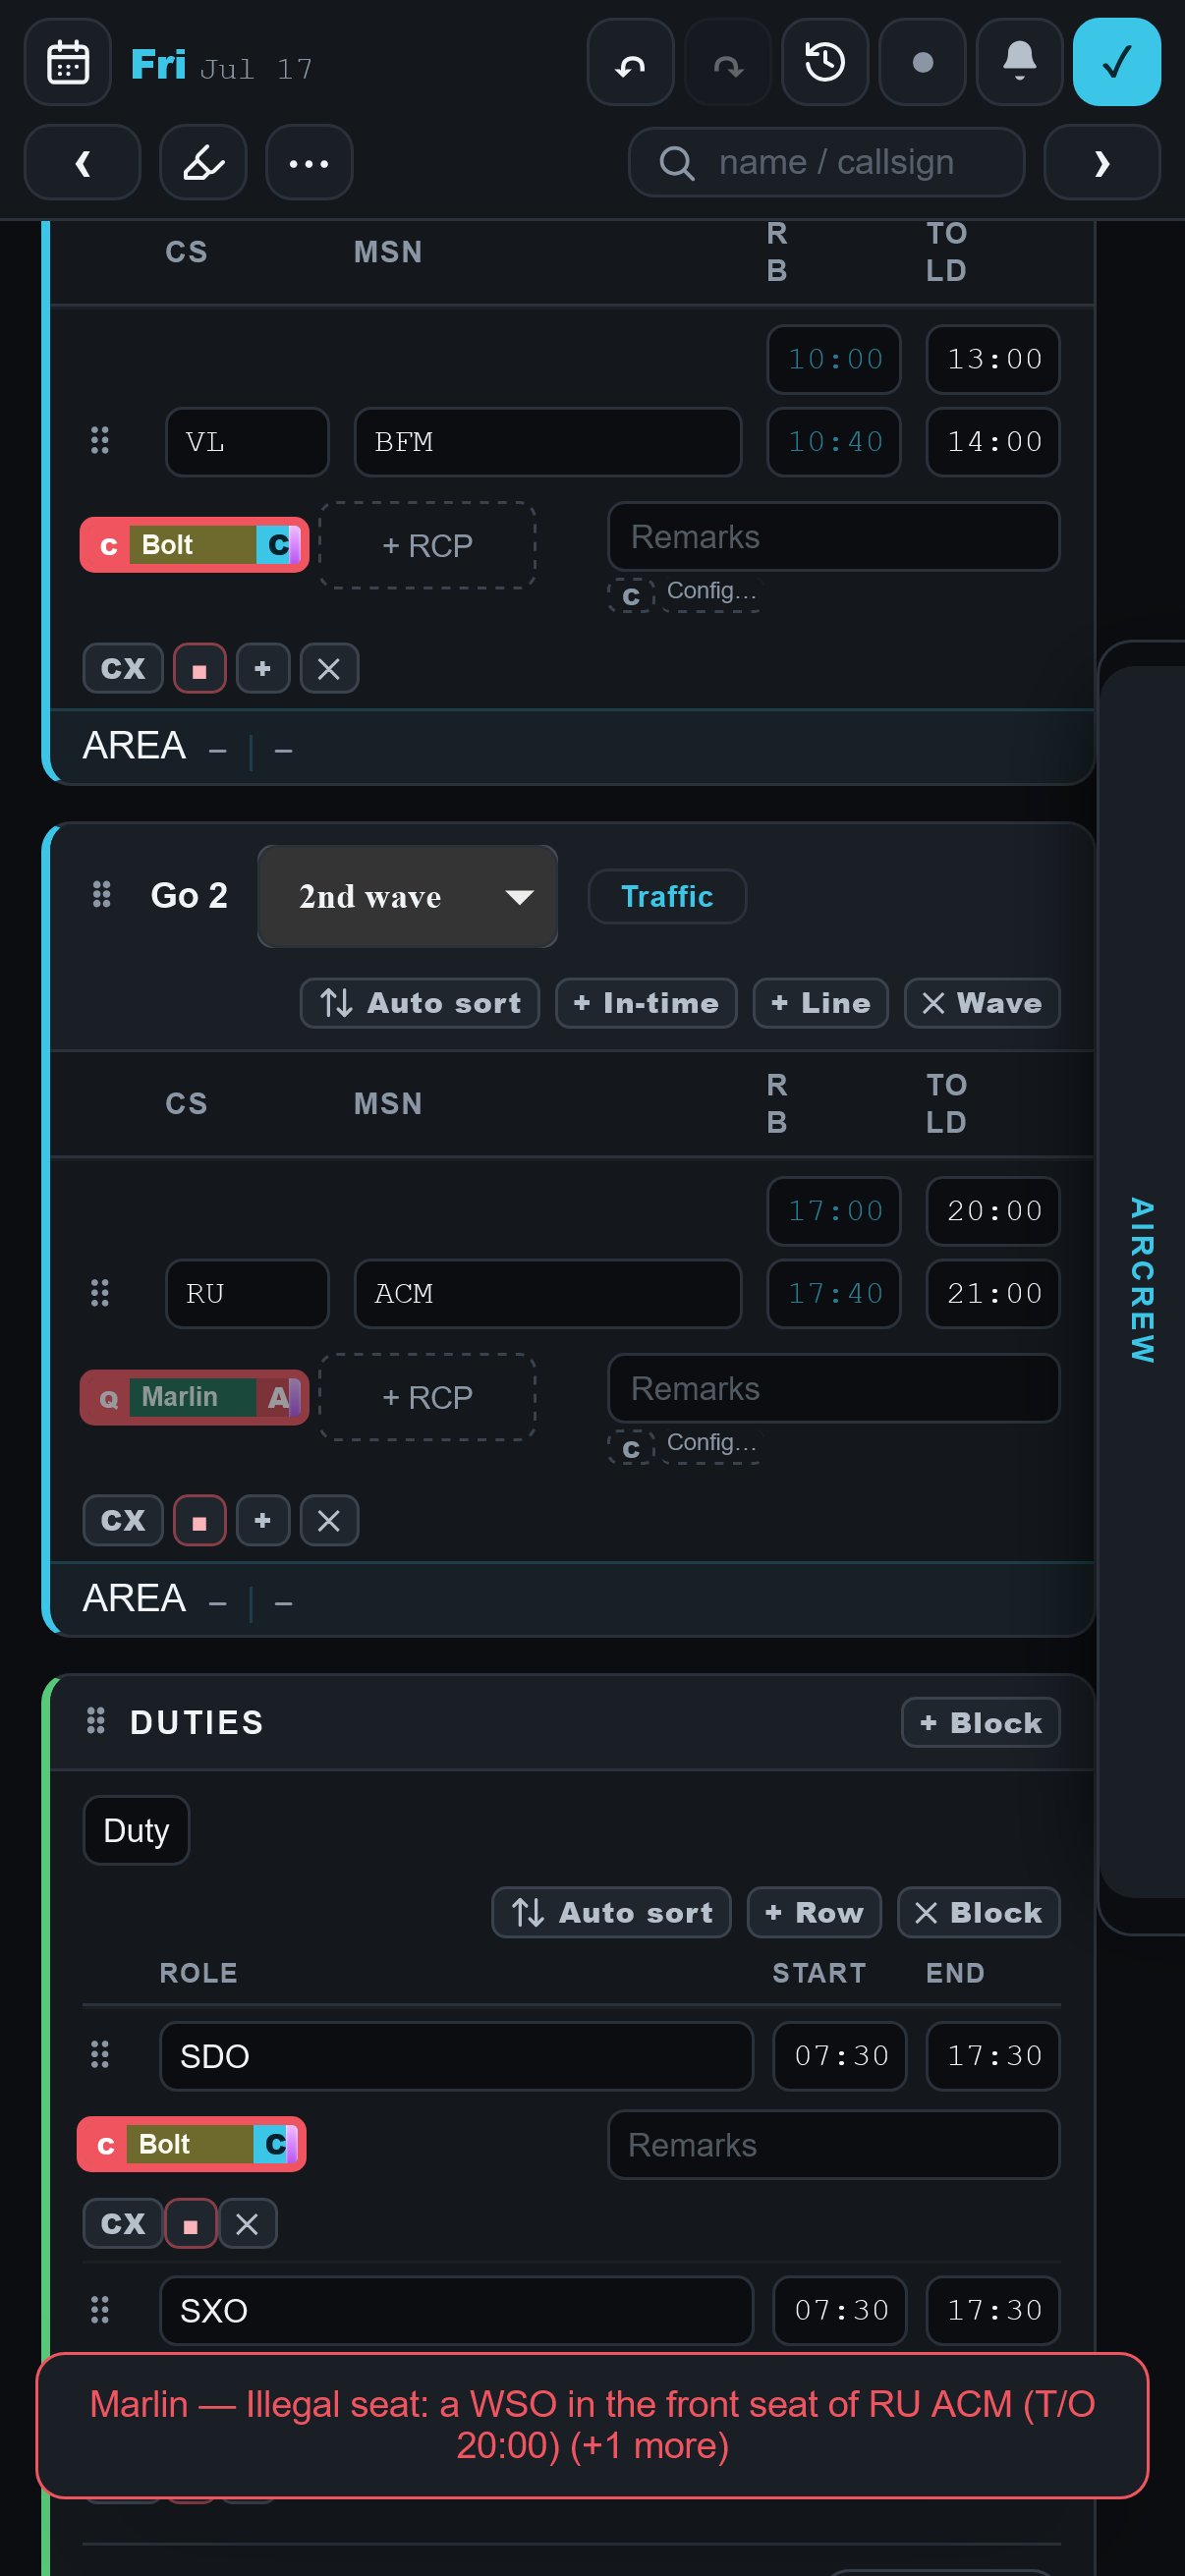 Fri Jul 17
name / callsign
CS MSN R B TO LD
10:00 13:00
VL BFM 10:40 14:00
C Bolt C + RCP Remarks
C Config...
CX +
AREA – | –
Go 2 2nd wave Traffic
Auto sort + In-time + Line × Wave
CS MSN R B TO LD
17:00 20:00
RU ACM 17:40 21:00
Q Marlin A + RCP Remarks
C Config...
CX +
AREA – | –
DUTIES + Block
Duty
Auto sort + Row × Block
ROLE START END
SDO 07:30 17:30
C Bolt C Remarks
CX
SXO 07:30 17:30
Marlin — Illegal seat: a WSO in the front seat of RU ACM (T/O
20:00) (+1 more)
AIRCREW